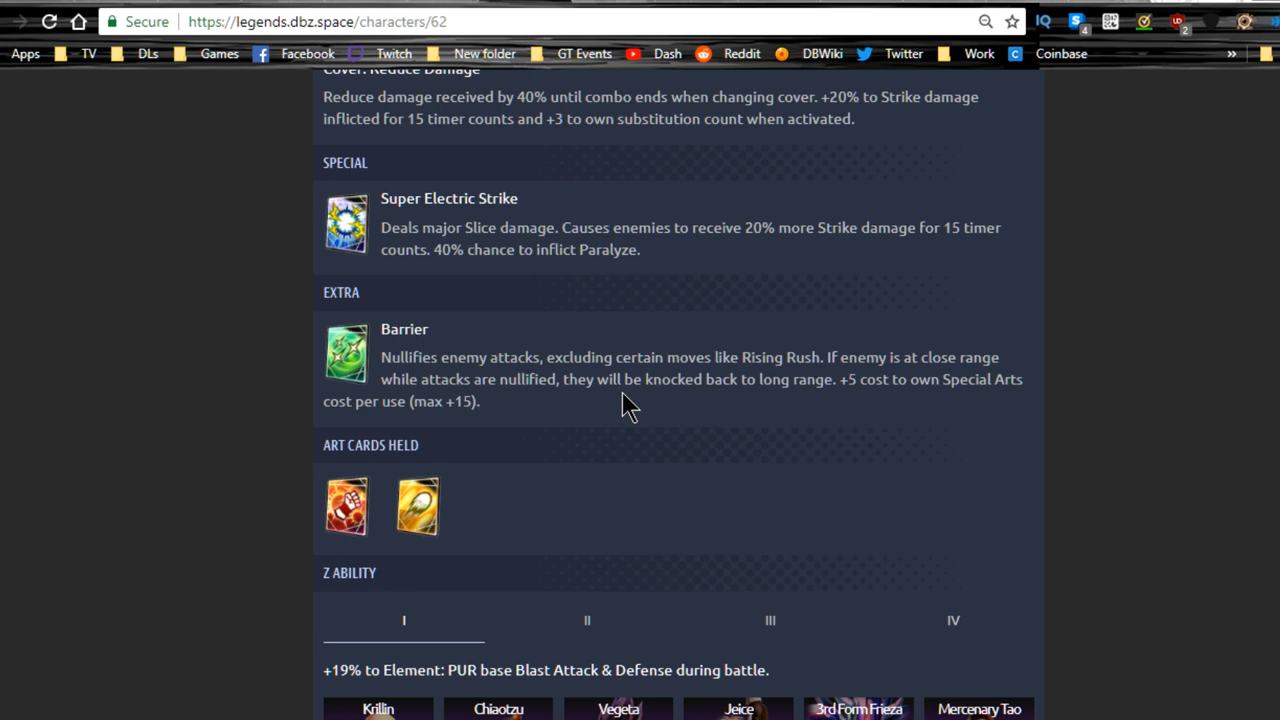 Secure https://legends.dbz.space/characters/62
4 2
Apps TV DLs Games Facebook Twitch New folder GT Events Dash Reddit DBWiki Twitter Work Coinbase »
Cover: Reduce Damage
Reduce damage received by 40% until combo ends when changing cover. +20% to Strike damage
inflicted for 15 timer counts and +3 to own substitution count when activated.
SPECIAL
Super Electric Strike
Deals major Slice damage. Causes enemies to receive 20% more Strike damage for 15 timer
counts. 40% chance to inflict Paralyze.
EXTRA
Barrier
Nullifies enemy attacks, excluding certain moves like Rising Rush. If enemy is at close range
while attacks are nullified, they will be knocked back to long range. +5 cost to own Special Arts
cost per use (max +15).
ART CARDS HELD
Z ABILITY
I II III IV
+19% to Element: PUR base Blast Attack & Defense during battle.
Krillin Chiaotzu Vegeta Jeice 3rd Form Frieza Mercenary Tao